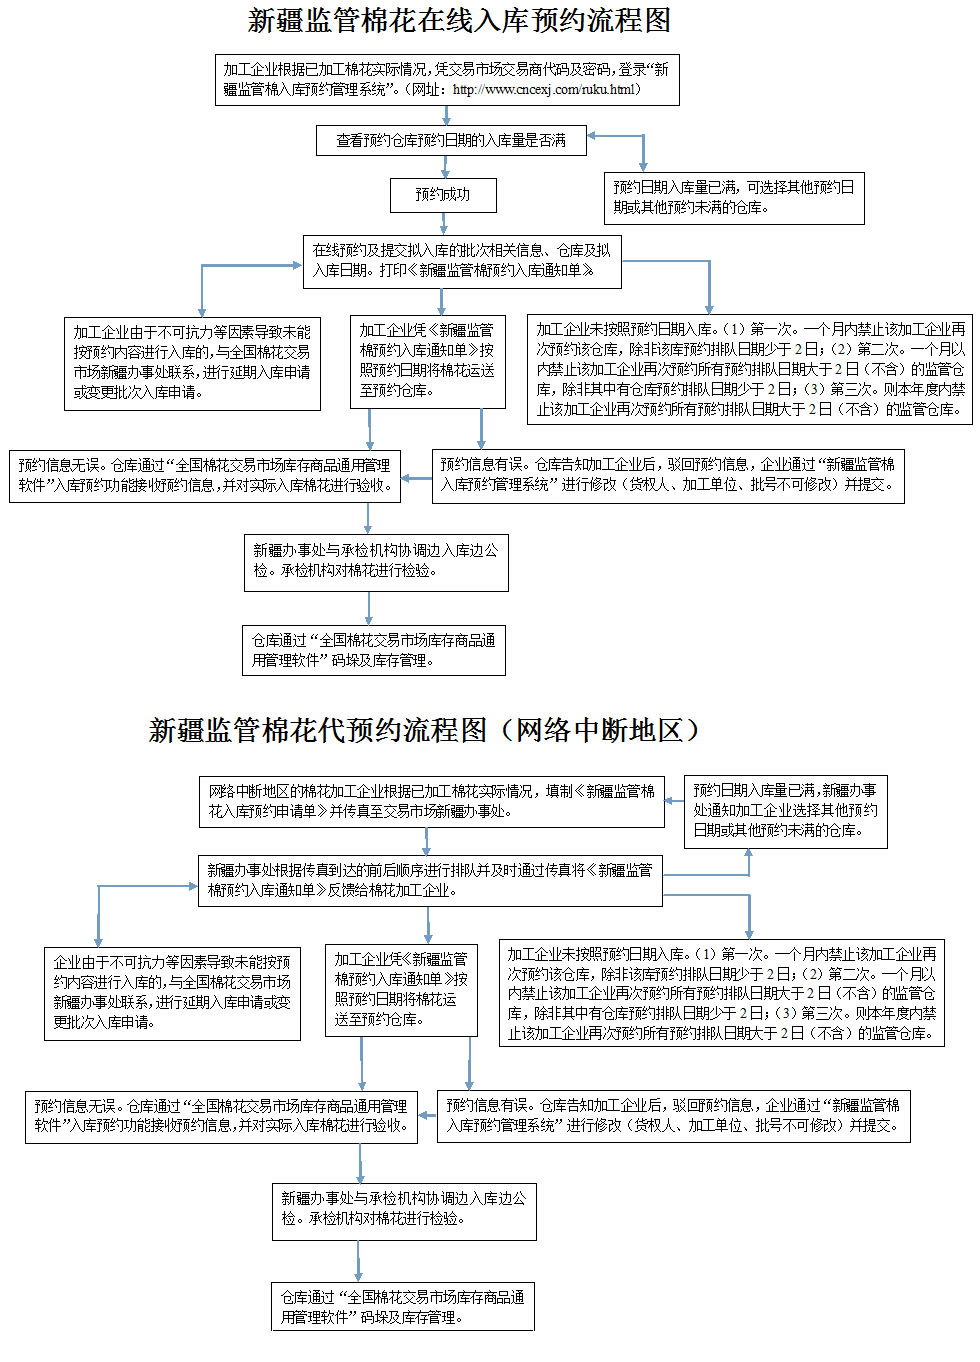 新疆监管棉花在线入库预约流程图
加工企业根据已加工棉花实际情况，凭交易市场交易商代码及密码，登录“新
疆监管棉入库预约管理系统”。（网址：http://www.cncexj.com/ruku.html）
查看预约仓库预约日期的入库量是否满
预约日期入库量已满，可选择其他预约日
期或其他预约未满的仓库。
预约成功
在线预约及提交拟入库的批次相关信息、仓库及拟
入库日期。打印《新疆监管棉预约入库通知单》。
加工企业由于不可抗力等因素导致未能
按预约内容进行入库的，与全国棉花交易
市场新疆办事处联系，进行延期入库申请
或变更批次入库申请。
加工企业凭《新疆监管
棉预约入库通知单》按
照预约日期将棉花运送
至预约仓库。
加工企业未按照预约日期入库。（1）第一次。一个月内禁止该加工企业再
次预约该仓库，除非该库预约排队日期少于 2 日；（2）第二次。一个月以
内禁止该加工企业再次预约所有预约排队日期大于 2 日（不含）的监管仓
库，除非其中有仓库预约排队日期少于 2 日；（3）第三次。则本年度内禁
止该加工企业再次预约所有预约排队日期大于 2 日（不含）的监管仓库。
预约信息无误。仓库通过“全国棉花交易市场库存商品通用管理
软件”入库预约功能接收预约信息，并对实际入库棉花进行验收。
预约信息有误。仓库告知加工企业后，驳回预约信息，企业通过“新疆监管棉
入库预约管理系统”进行修改（货权人、加工单位、批号不可修改）并提交。
新疆办事处与承检机构协调边入库边公
检。承检机构对棉花进行检验。
仓库通过“全国棉花交易市场库存商品通
用管理软件”码垛及库存管理。
新疆监管棉花代预约流程图（网络中断地区）
网络中断地区的棉花加工企业根据已加工棉花实际情况，填制《新疆监管棉
花入库预约申请单》并传真至交易市场新疆办事处。
预约日期入库量已满，新疆办事
处通知加工企业选择其他预约
日期或其他预约未满的仓库。
新疆办事处根据传真到达的前后顺序进行排队并及时通过传真将《新疆监管
棉预约入库通知单》反馈给棉花加工企业。
企业由于不可抗力等因素导致未能按预
约内容进行入库的，与全国棉花交易市场
新疆办事处联系，进行延期入库申请或变
更批次入库申请。
加工企业凭《新疆监管
棉预约入库通知单》按
照预约日期将棉花运
送至预约仓库。
加工企业未按照预约日期入库。（1）第一次。一个月内禁止该加工企业再
次预约该仓库，除非该库预约排队日期少于 2 日；（2）第二次。一个月以
内禁止该加工企业再次预约所有预约排队日期大于 2 日（不含）的监管仓
库，除非其中有仓库预约排队日期少于 2 日；（3）第三次。则本年度内禁
止该加工企业再次预约所有预约排队日期大于 2 日（不含）的监管仓库。
预约信息无误。仓库通过“全国棉花交易市场库存商品通用管理
软件”入库预约功能接收预约信息，并对实际入库棉花进行验收。
预约信息有误。仓库告知加工企业后，驳回预约信息，企业通过“新疆监管棉
入库预约管理系统”进行修改（货权人、加工单位、批号不可修改）并提交。
新疆办事处与承检机构协调边入库边公
检。承检机构对棉花进行检验。
仓库通过“全国棉花交易市场库存商品通
用管理软件”码垛及库存管理。